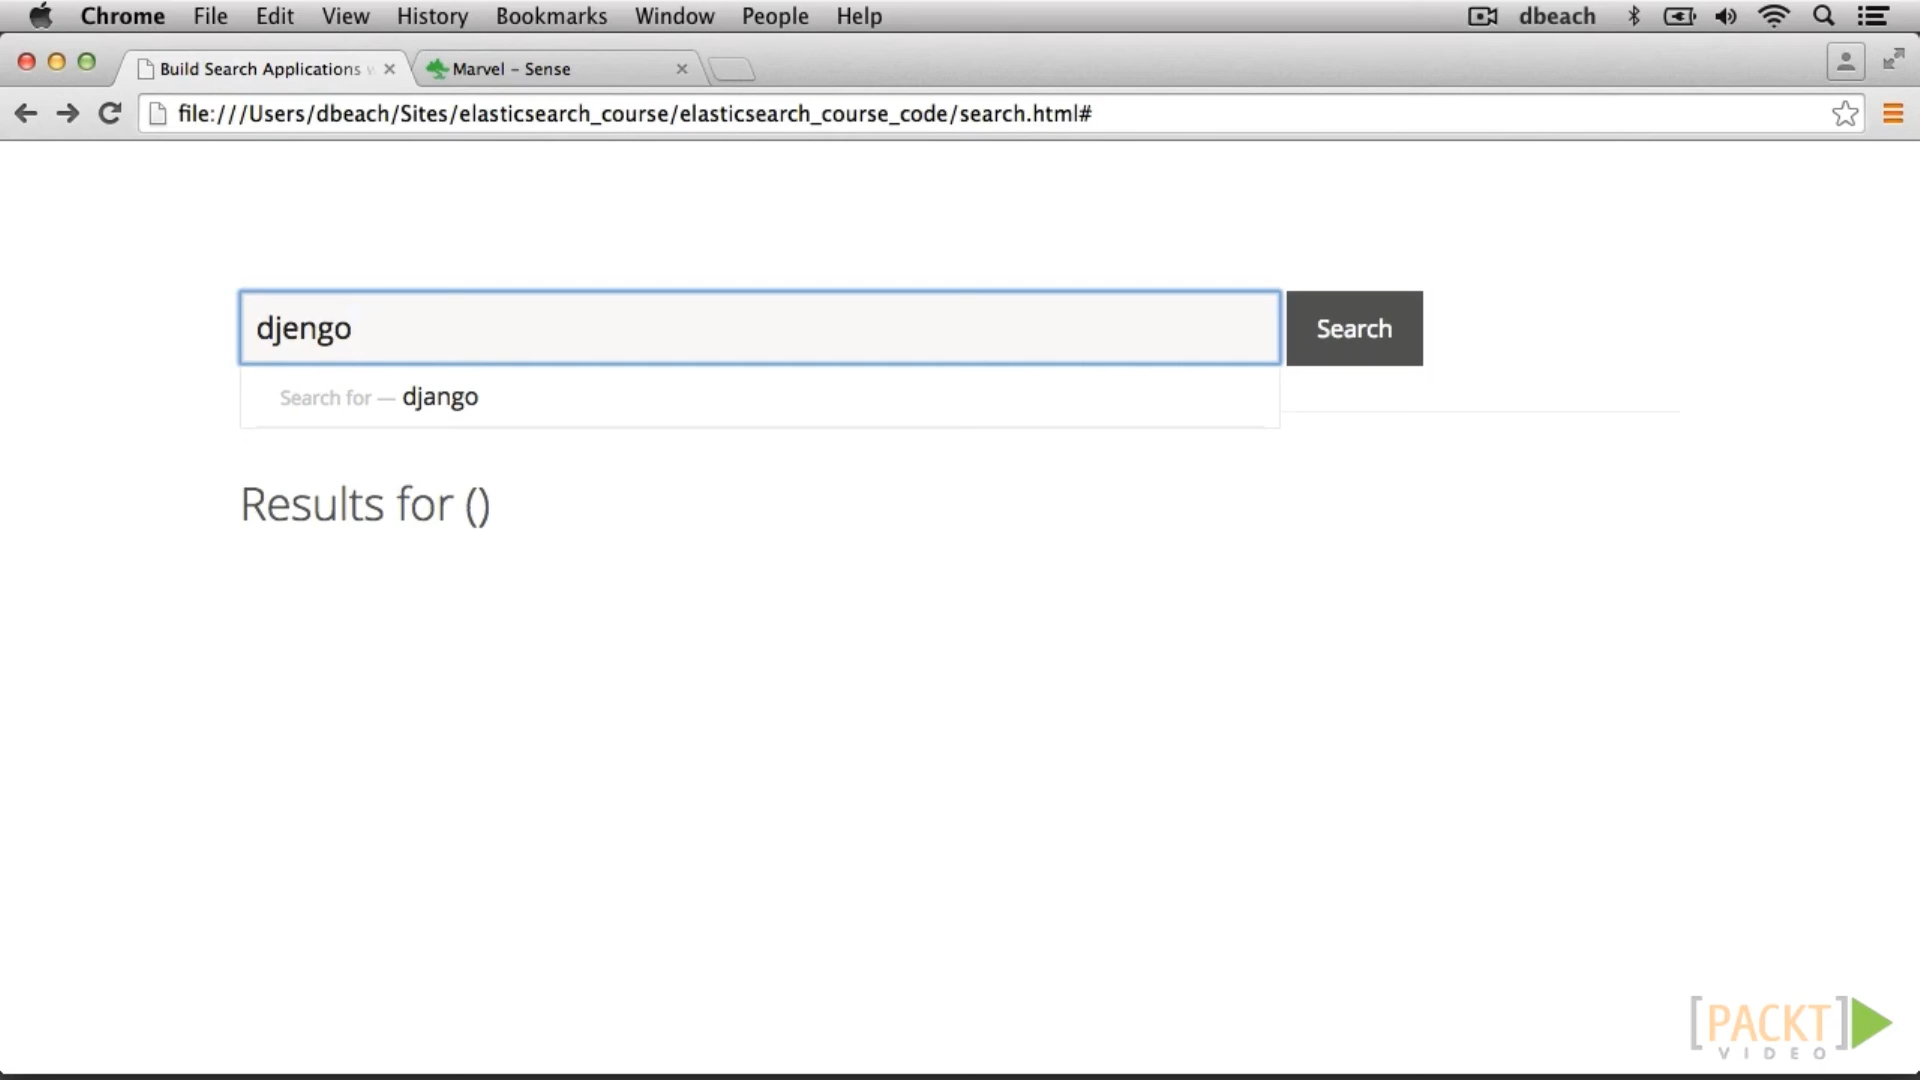 Chrome File Edit View History Bookmarks Window People Help dbeach
Build Search Applications Marvel – Sense
file:///Users/dbeach/Sites/elasticsearch_course/elasticsearch_course_code/search.html#
djengo Search
Search for — django
Results for ()
[PACKT]
VIDEO